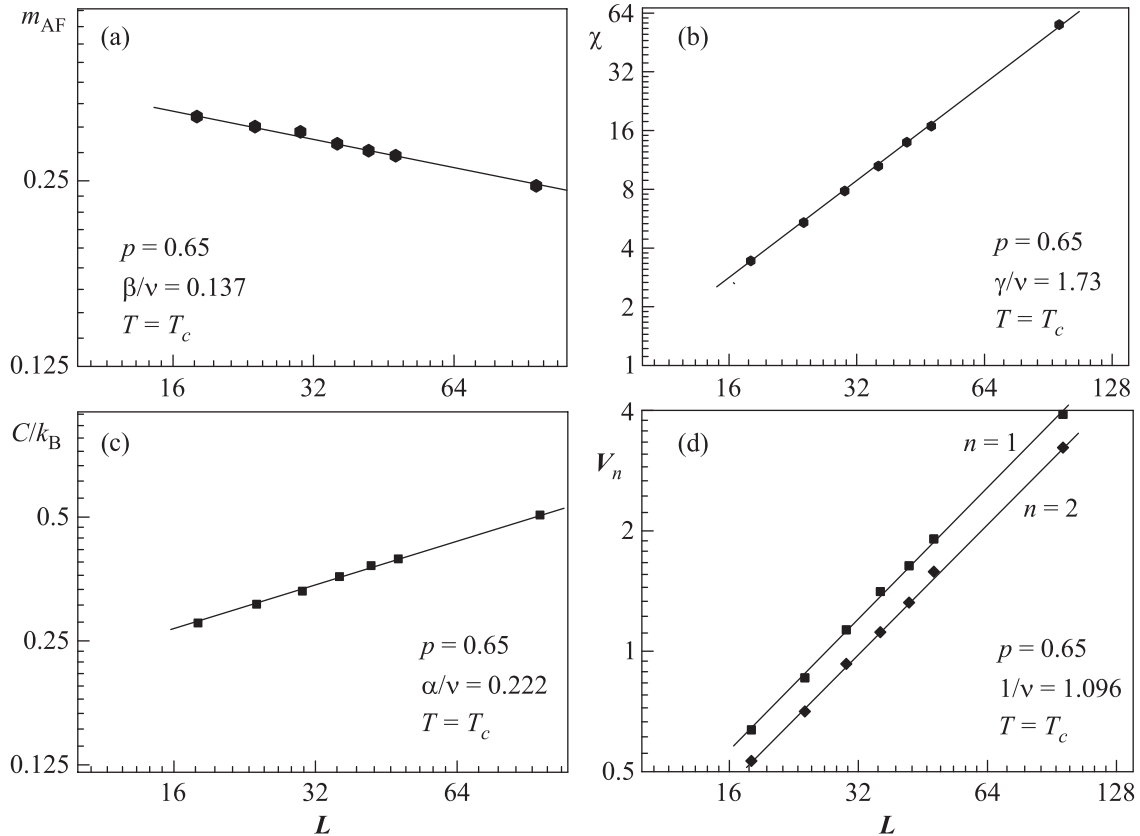 m_AF
(a)
0.25
p = 0.65
β/ν = 0.137
T = T_c
0.125
16 32 64
χ
(b)
64
32
16
8
4
2
1
p = 0.65
γ/ν = 1.73
T = T_c
16 32 64 128
C/k_B
(c)
0.5
0.25
0.125
p = 0.65
α/ν = 0.222
T = T_c
16 32 64
L
V_n
(d)
4
2
1
0.5
n = 1
n = 2
p = 0.65
1/ν = 1.096
T = T_c
16 32 64 128
L